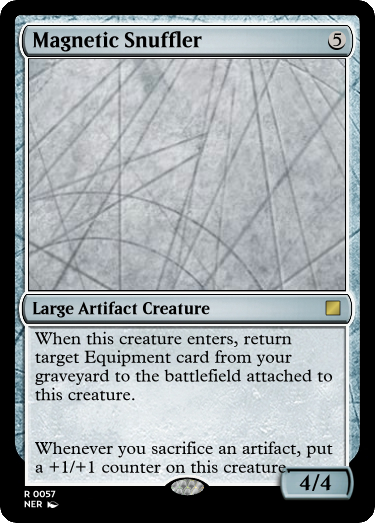 Magnetic Snuffler 5
Large Artifact Creature
When this creature enters, return
target Equipment card from your
graveyard to the battlefield attached to
this creature.
Whenever you sacrifice an artifact, put
a +1/+1 counter on this creature.
4/4
R 0057
NER